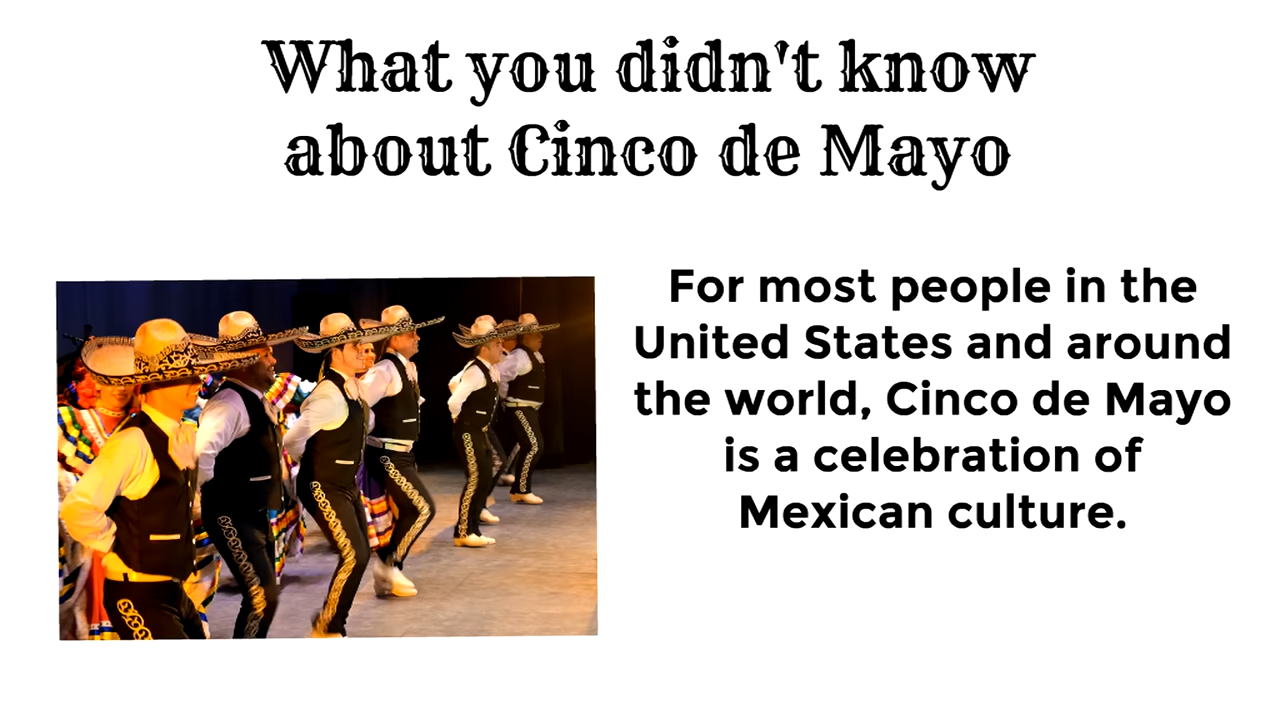 What you didn't know
about Cinco de Mayo
For most people in the
United States and around
the world, Cinco de Mayo
is a celebration of
Mexican culture.